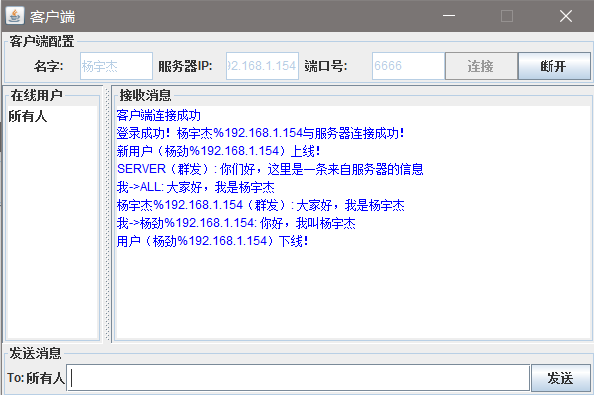 客户端
客户端配置
名字: 杨宇杰 服务器IP: 92.168.1.154 端口号: 6666 连接 断开
在线用户
所有人
接收消息
客户端连接成功
登录成功！杨宇杰%192.168.1.154与服务器连接成功！
新用户（杨劲%192.168.1.154）上线！
SERVER（群发）: 你们好，这里是一条来自服务器的信息
我->ALL: 大家好，我是杨宇杰
杨宇杰%192.168.1.154（群发）: 大家好，我是杨宇杰
我->杨劲%192.168.1.154: 你好，我叫杨宇杰
用户（杨劲%192.168.1.154）下线！
发送消息
To: 所有人 发送